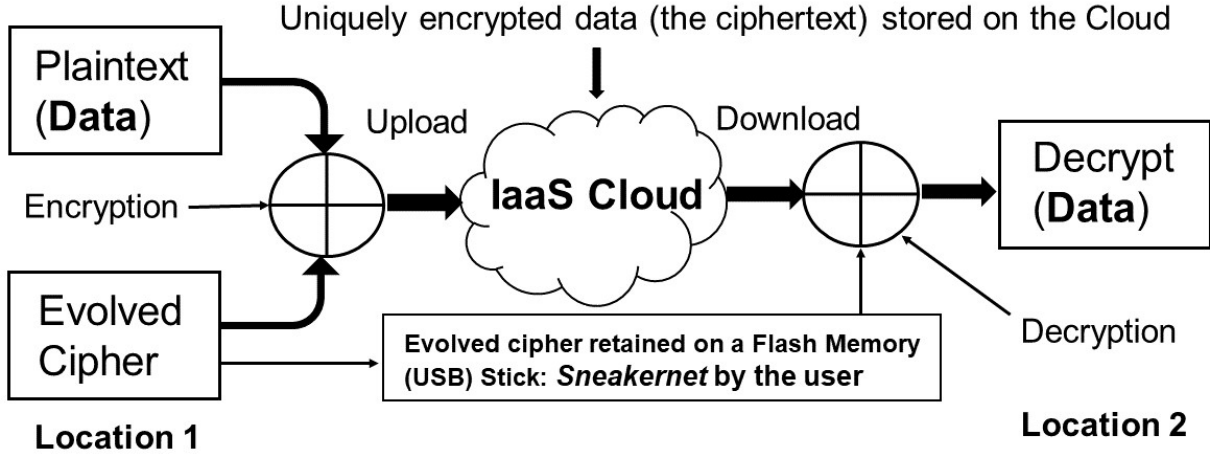 Uniquely encrypted data (the ciphertext) stored on the Cloud
Plaintext
(Data)
Upload
Download
IaaS Cloud
Decrypt
(Data)
Encryption
Evolved
Cipher
Evolved cipher retained on a Flash Memory
(USB) Stick: Sneakernet by the user
Decryption
Location 1
Location 2